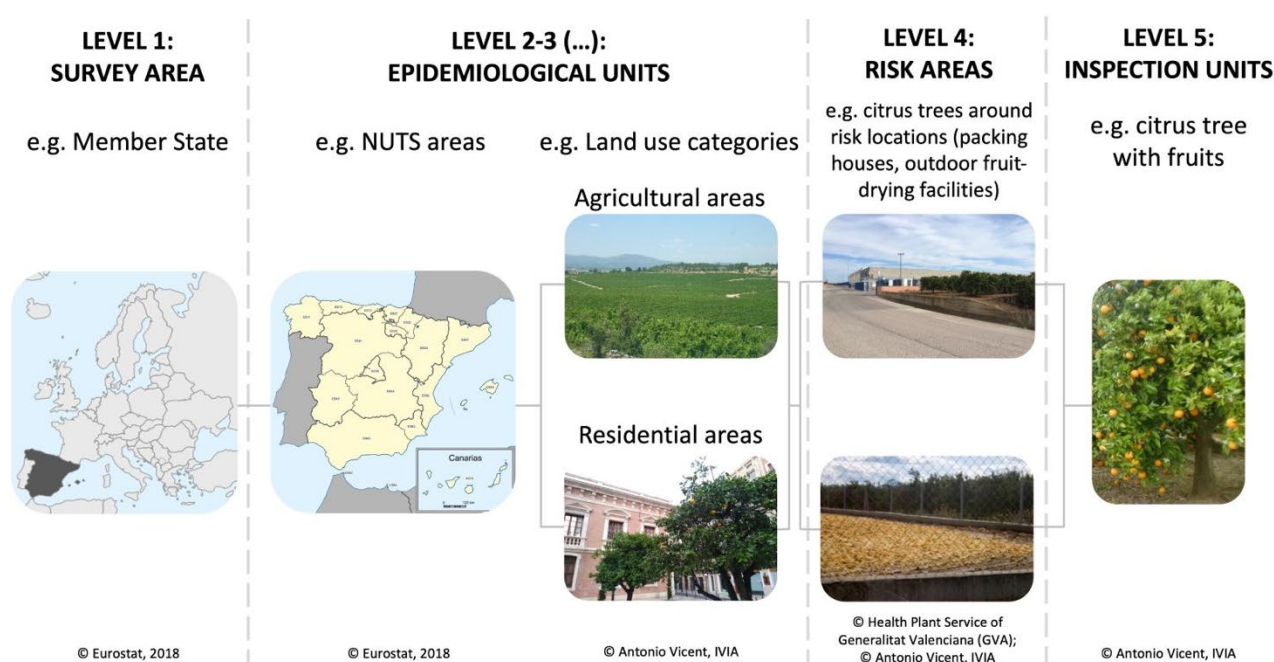 LEVEL 1:
SURVEY AREA
e.g. Member State
© Eurostat, 2018
LEVEL 2-3 (...):
EPIDEMIOLOGICAL UNITS
e.g. NUTS areas
Canarias
© Eurostat, 2018
e.g. Land use categories
Agricultural areas
Residential areas
© Antonio Vicent, IVIA
LEVEL 4:
RISK AREAS
e.g. citrus trees around
risk locations (packing
houses, outdoor fruit-
drying facilities)
© Health Plant Service of
Generalitat Valenciana (GVA);
© Antonio Vicent, IVIA
LEVEL 5:
INSPECTION UNITS
e.g. citrus tree
with fruits
© Antonio Vicent, IVIA